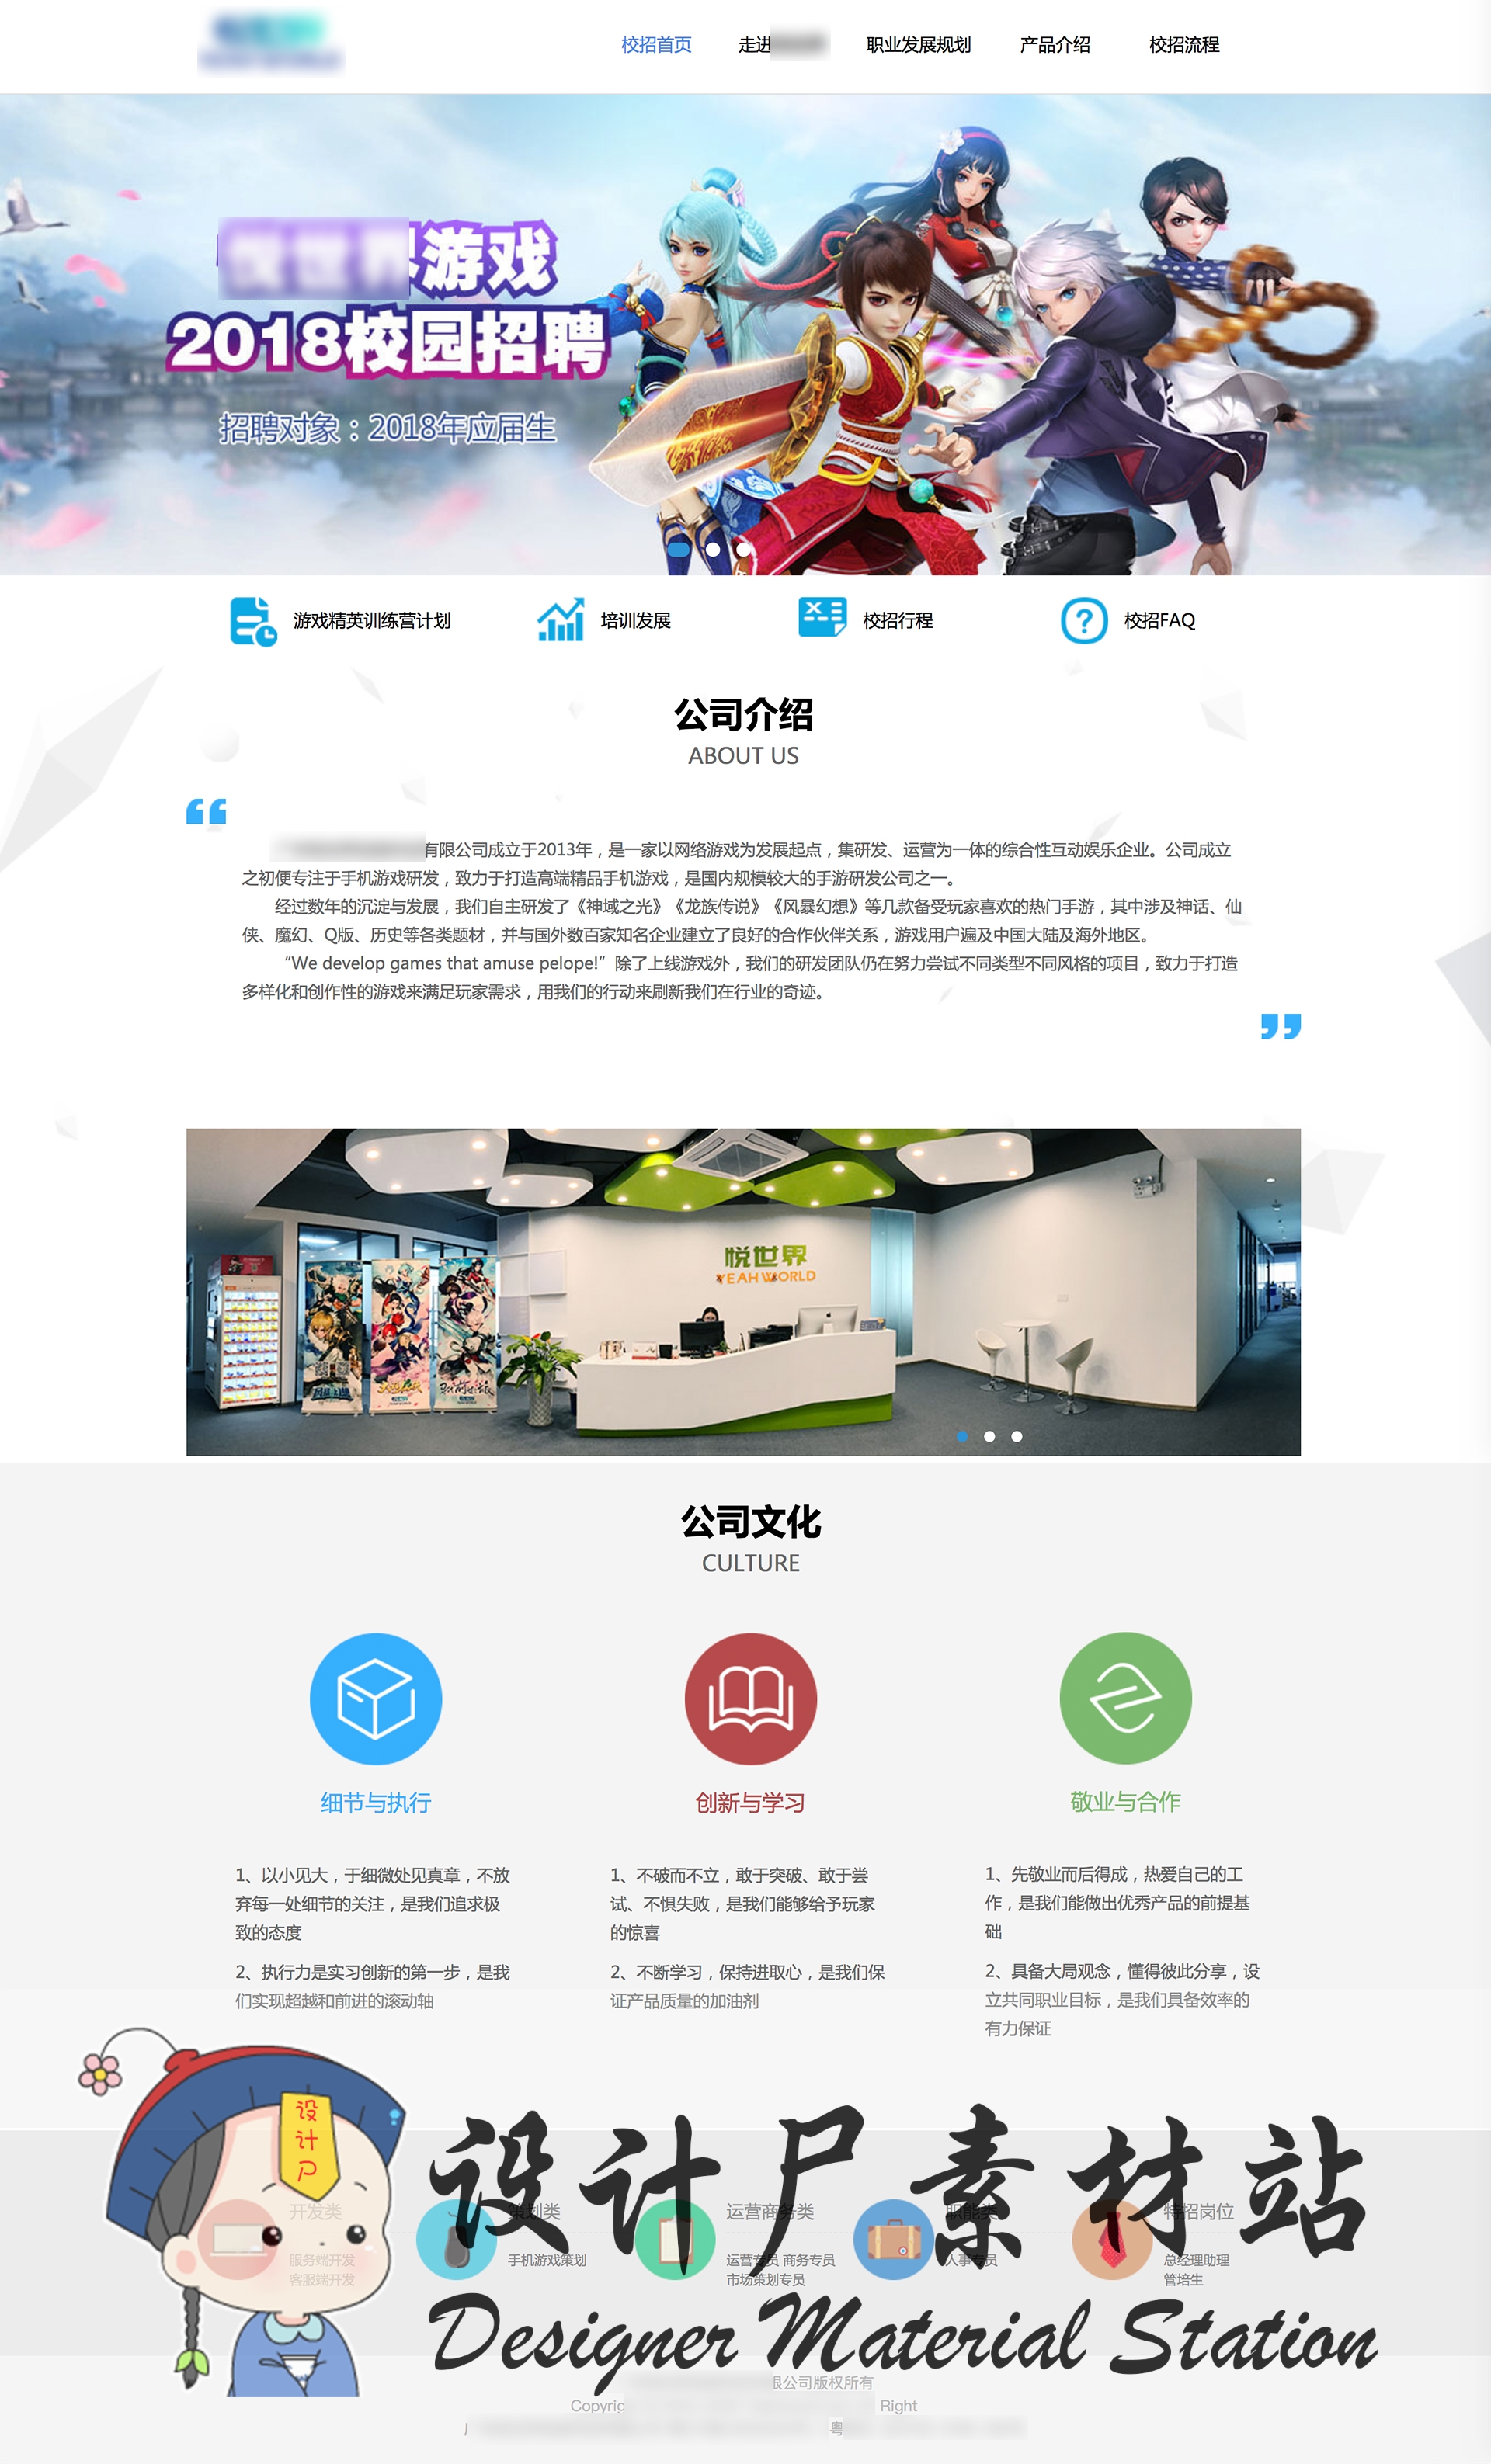 校招首页
走进
职业发展规划
产品介绍
校招流程
游戏
2018校园招聘
招聘对象：2018年应届生
游戏精英训练营计划
培训发展
校招行程
校招FAQ
公司介绍
ABOUT US
有限公司成立于2013年，是一家以网络游戏为发展起点，集研发、运营为一体的综合性互动娱乐企业。公司成立
之初便专注于手机游戏研发，致力于打造高端精品手机游戏，是国内规模较大的手游研发公司之一。
经过数年的沉淀与发展，我们自主研发了《神域之光》《龙族传说》《风暴幻想》等几款备受玩家喜欢的热门手游，其中涉及神话、仙
侠、魔幻、Q版、历史等各类题材，并与国外数百家知名企业建立了良好的合作伙伴关系，游戏用户遍及中国大陆及海外地区。
“We develop games that amuse pelope!”除了上线游戏外，我们的研发团队仍在努力尝试不同类型不同风格的项目，致力于打造
多样化和创作性的游戏来满足玩家需求，用我们的行动来刷新我们在行业的奇迹。
悦世界
YEAH WORLD
公司文化
CULTURE
细节与执行
创新与学习
敬业与合作
1、以小见大，于细微处见真章，不放
弃每一处细节的关注，是我们追求极
致的态度
2、执行力是实习创新的第一步，是我
们实现超越和前进的滚动轴
1、不破而不立，敢于突破、敢于尝
试、不惧失败，是我们能够给予玩家
的惊喜
2、不断学习，保持进取心，是我们保
证产品质量的加油剂
1、先敬业而后得成，热爱自己的工
作，是我们能做出优秀产品的前提基
础
2、具备大局观念，懂得彼此分享，设
立共同职业目标，是我们具备效率的
有力保证
设
计
尸
设计尸素材站
Designer Material Station
开发类
服务端开发
客服端开发
策划类
手机游戏策划
运营商务类
运营专员 商务专员
市场策划专员
职能类
人事专员
特招岗位
总经理助理
管培生
限公司版权所有
Right
粤